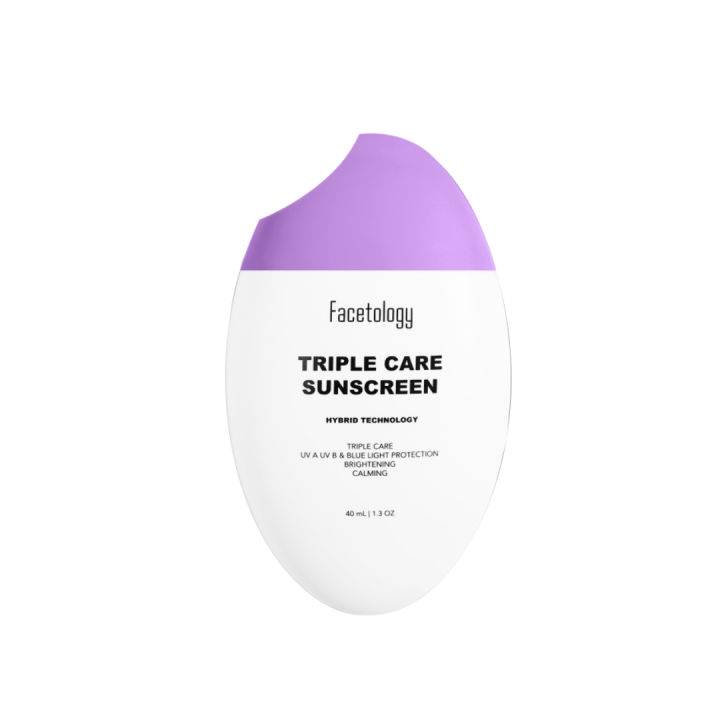 Facetology
TRIPLE CARE
SUNSCREEN
HYBRID TECHNOLOGY
TRIPLE CARE
UV A UV B & BLUE LIGHT PROTECTION
BRIGHTENING
CALMING
40 mL | 1.3 OZ